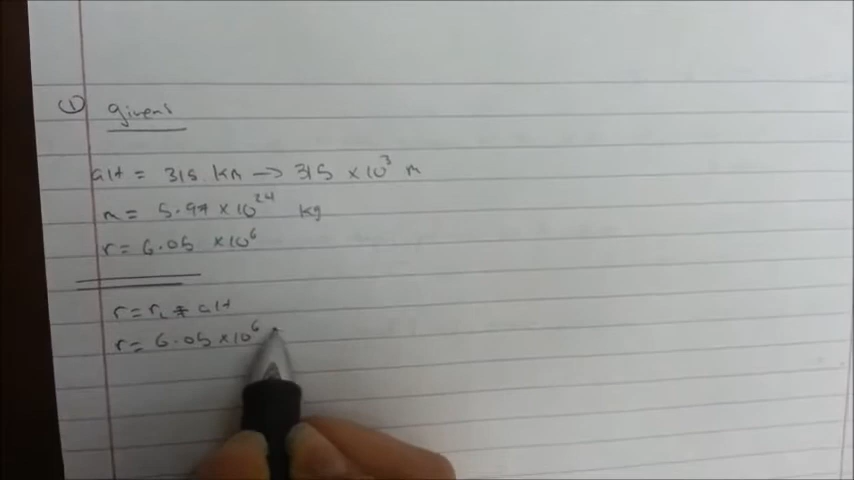 ① givens
alt = 315 km → 315 × 10³ m
m = 5.97 × 10²⁴ kg
r = 6.05 × 10⁶
r = r + alt
r = 6.05 × 10⁶